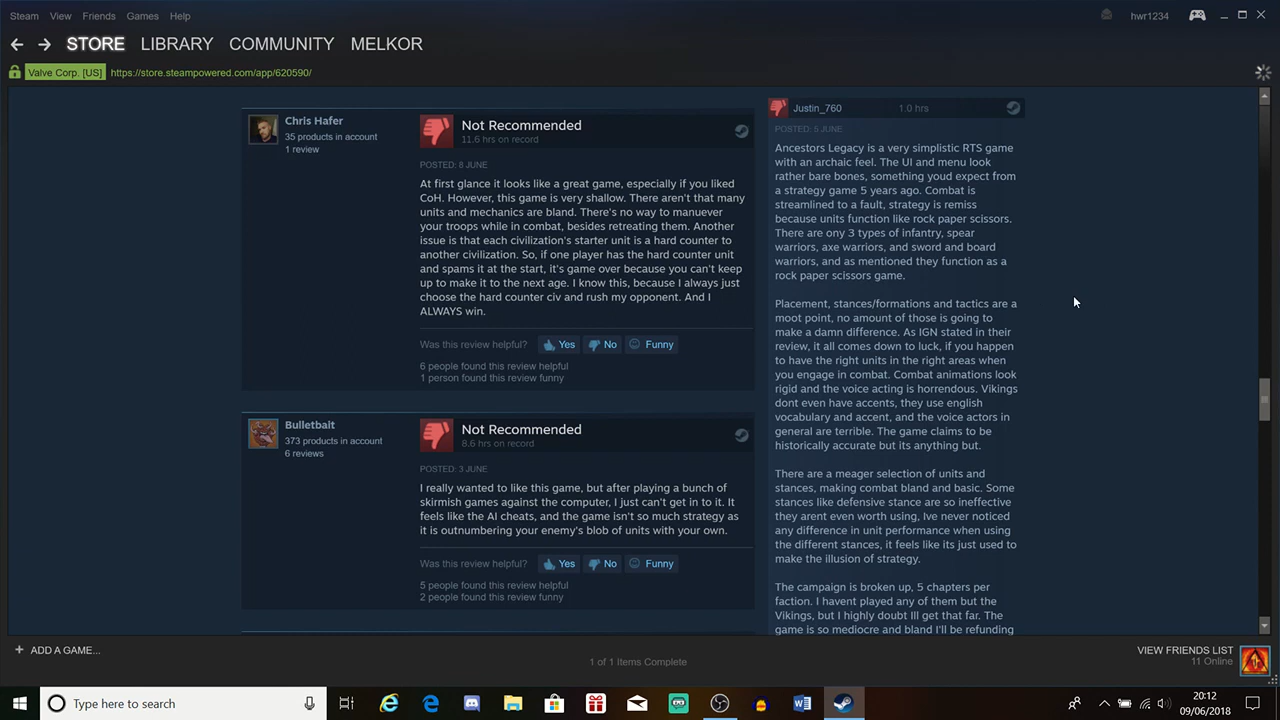 Steam View Friends Games Help
hwr1234
STORE LIBRARY COMMUNITY MELKOR
Valve Corp. [US] https://store.steampowered.com/app/620590/
Chris Hafer
35 products in account
1 review
Not Recommended
11.6 hrs on record
POSTED: 8 JUNE
At first glance it looks like a great game, especially if you liked
CoH. However, this game is very shallow. There aren't that many
units and mechanics are bland. There's no way to manuever
your troops while in combat, besides retreating them. Another
issue is that each civilization's starter unit is a hard counter to
another civilization. So, if one player has the hard counter unit
and spams it at the start, it's game over because you can't keep
up to make it to the next age. I know this, because I always just
choose the hard counter civ and rush my opponent. And I
ALWAYS win.
Was this review helpful? Yes No Funny
6 people found this review helpful
1 person found this review funny
Bulletbait
373 products in account
6 reviews
Not Recommended
8.6 hrs on record
POSTED: 3 JUNE
I really wanted to like this game, but after playing a bunch of
skirmish games against the computer, I just can't get in to it. It
feels like the AI cheats, and the game isn't so much strategy as
it is outnumbering your enemy's blob of units with your own.
Was this review helpful? Yes No Funny
5 people found this review helpful
2 people found this review funny
Justin_760 1.0 hrs
POSTED: 5 JUNE
Ancestors Legacy is a very simplistic RTS game
with an archaic feel. The UI and menu look
rather bare bones, something youd expect from
a strategy game 5 years ago. Combat is
streamlined to a fault, strategy is remiss
because units function like rock paper scissors.
There are ony 3 types of infantry, spear
warriors, axe warriors, and sword and board
warriors, and as mentioned they function as a
rock paper scissors game.
Placement, stances/formations and tactics are a
moot point, no amount of those is going to
make a damn difference. As IGN stated in their
review, it all comes down to luck, if you happen
to have the right units in the right areas when
you engage in combat. Combat animations look
rigid and the voice acting is horrendous. Vikings
dont even have accents, they use english
vocabulary and accent, and the voice actors in
general are terrible. The game claims to be
historically accurate but its anything but.
There are a meager selection of units and
stances, making combat bland and basic. Some
stances like defensive stance are so ineffective
they arent even worth using, Ive never noticed
any difference in unit performance when using
the different stances, it feels like its just used to
make the illusion of strategy.
The campaign is broken up, 5 chapters per
faction. I havent played any of them but the
Vikings, but I highly doubt Ill get that far. The
game is so mediocre and bland I'll be refunding
+ ADD A GAME...
1 of 1 Items Complete
VIEW FRIENDS LIST
11 Online
Type here to search
20:12
09/06/2018